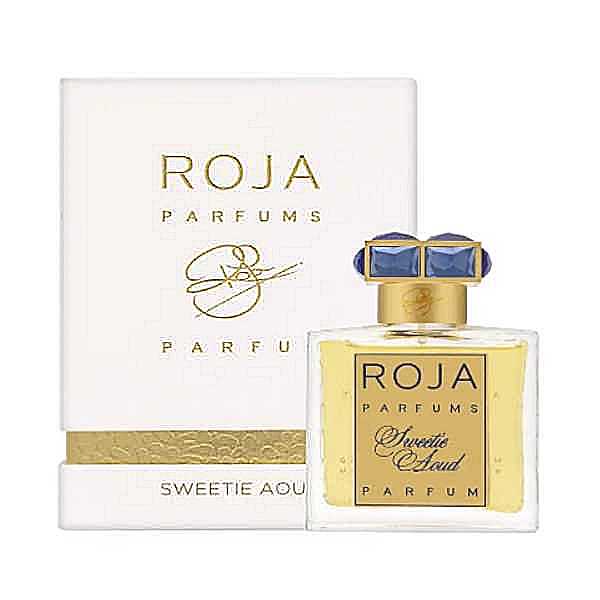 ROJA
PARFUMS
PARFU
SWEETIE AOU
ROJA
PARFUMS
Sweetie
Aoud
PARFUM